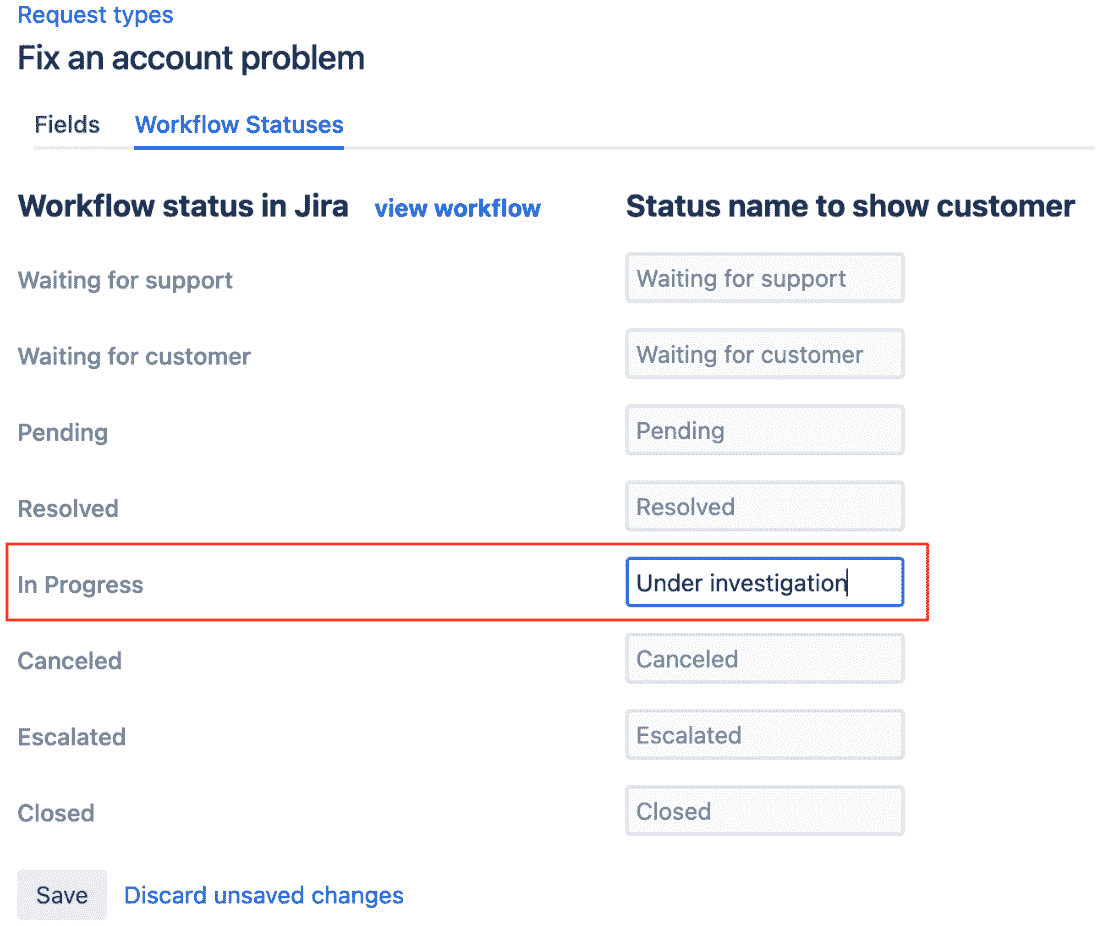 Request types
Fix an account problem
Fields Workflow Statuses
Workflow status in Jira view workflow Status name to show customer
Waiting for support Waiting for support
Waiting for customer Waiting for customer
Pending Pending
Resolved Resolved
In Progress Under investigation
Canceled Canceled
Escalated Escalated
Closed Closed
Save Discard unsaved changes